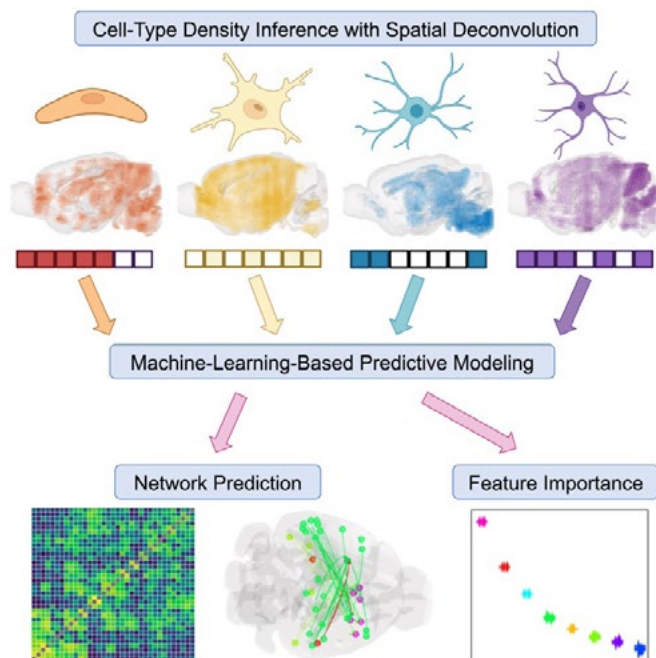 Cell-Type Density Inference with Spatial Deconvolution
Machine-Learning-Based Predictive Modeling
Network Prediction
Feature Importance